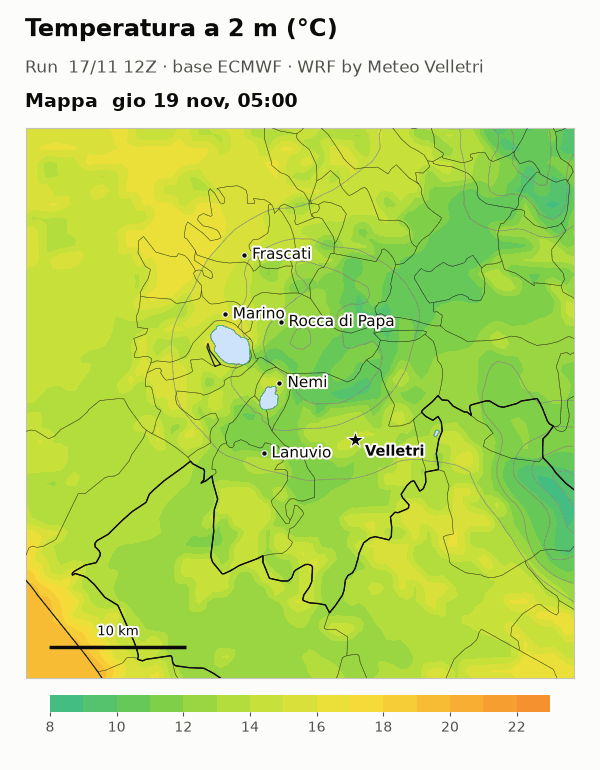 Temperatura a 2 m (°C)
Run  17/11 12Z · base ECMWF · WRF by Meteo Velletri
Mappa  gio 19 nov, 05:00
Frascati
Marino
Rocca di Papa
Nemi
Velletri
Lanuvio
10 km
8 10 12 14 16 18 20 22